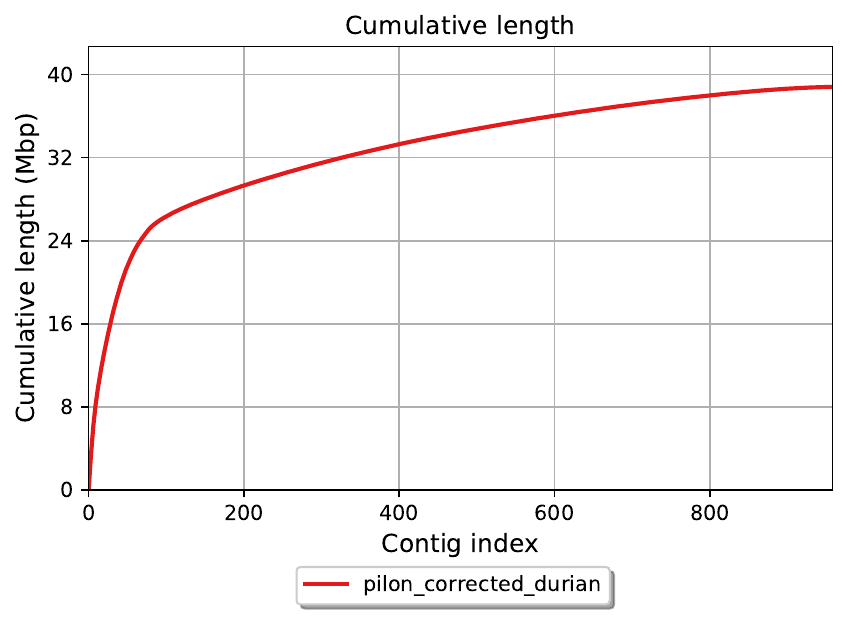 Cumulative length
40
32
24
16
8
0
Cumulative length (Mbp)
0 200 400 600 800
Contig index
pilon_corrected_durian